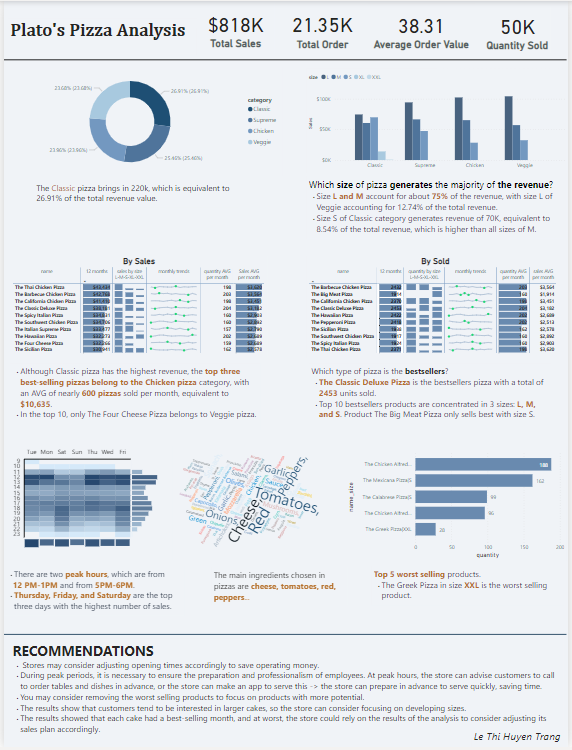 Plato's Pizza Analysis
$818K
Total Sales
21.35K
Total Order
38.31
Average Order Value
50K
Quantity Sold
23.68% (23.68%)
26.91% (26.91%)
23.96% (23.96%)
25.46% (25.46%)
category
Classic
Supreme
Chicken
Veggie
size L M S XL XXL
Sales
$100K
$50K
$0K
Classic Supreme Chicken Veggie
The Classic pizza brings in 220k, which is equivalent to
26.91% of the total revenue value.
Which size of pizza generates the majority of the revenue?
· Size L and M account for about 75% of the revenue, with size L of
Veggie accounting for 12.74% of the total revenue.
· Size S of Classic category generates revenue of 70K, equivalent to
8.54% of the total revenue, which is higher than all sizes of M.
By Sales
name 12 months sales by size L-M-S-XL-XXL monthly trends quantity AVG per month Sales AVG per month
The Thai Chicken Pizza 198
The Barbecue Chicken Pizza 203
The California Chicken Pizza 198
The Classic Deluxe Pizza 204
The Spicy Italian Pizza 160
The Southwest Chicken Pizza 160
The Italian Supreme Pizza 157
The Hawaiian Pizza 202
The Four Cheese Pizza 159
The Sicilian Pizza 162
By Sold
name 12 months quantity by size L-M-S-XL-XXL monthly trends quantity AVG per month Sales AVG per month
The Barbecue Chicken Pizza $3,564
The Big Meat Pizza $1,914
The California Chicken Pizza $3,451
The Classic Deluxe Pizza $3,182
The Hawaiian Pizza $2,689
The Pepperoni Pizza $2,513
The Sicilian Pizza $2,578
The Southwest Chicken Pizza $2,892
The Spicy Italian Pizza $2,903
The Thai Chicken Pizza $3,620
· Although Classic pizza has the highest revenue, the top three
best-selling pizzas belong to the Chicken pizza category, with
an AVG of nearly 600 pizzas sold per month, equivalent to
$10,635.
· In the top 10, only The Four Cheese Pizza belongs to Veggie pizza.
Which type of pizza is the bestsellers?
· The Classic Deluxe Pizza is the bestsellers pizza with a total of
2453 units sold.
· Top 10 bestsellers products are concentrated in 3 sizes: L, M,
and S. Product The Big Meat Pizza only sells best with size S.
Tue Mon Sat Sun Thu Wed Fri
9
10
11
12
13
14
15
16
17
18
19
20
21
22
23
Garlic,
Peppers,
Tomatoes,
Cheese
Red
Onions
Green
name_size
The Chicken Alfred... 188
The Mexicana Pizza|S 162
The Calabrese Pizza|S 99
The Chicken Alfred... 96
The Greek Pizza|XXL 28
0 50 100 150 200
quantity
· There are two peak hours, which are from
12 PM-1PM and from 5PM-6PM.
· Thursday, Friday, and Saturday are the top
three days with the highest number of sales.
The main ingredients chosen in
pizzas are cheese, tomatoes, red,
peppers...
Top 5 worst selling products.
· The Greek Pizza in size XXL is the worst selling
product.
RECOMMENDATIONS
· Stores may consider adjusting opening times accordingly to save operating money.
· During peak periods, it is necessary to ensure the preparation and professionalism of employees. At peak hours, the store can advise customers to call
to order tables and dishes in advance, or the store can make an app to serve this -> the store can prepare in advance to serve quickly, saving time.
· You may consider removing the worst selling products to focus on products with more potential.
· The results show that customers tend to be interested in larger cakes, so the store can consider focusing on developing sizes.
· The results showed that each cake had a best-selling month, and at worst, the store could rely on the results of the analysis to consider adjusting its
sales plan accordingly.
Le Thi Huyen Trang